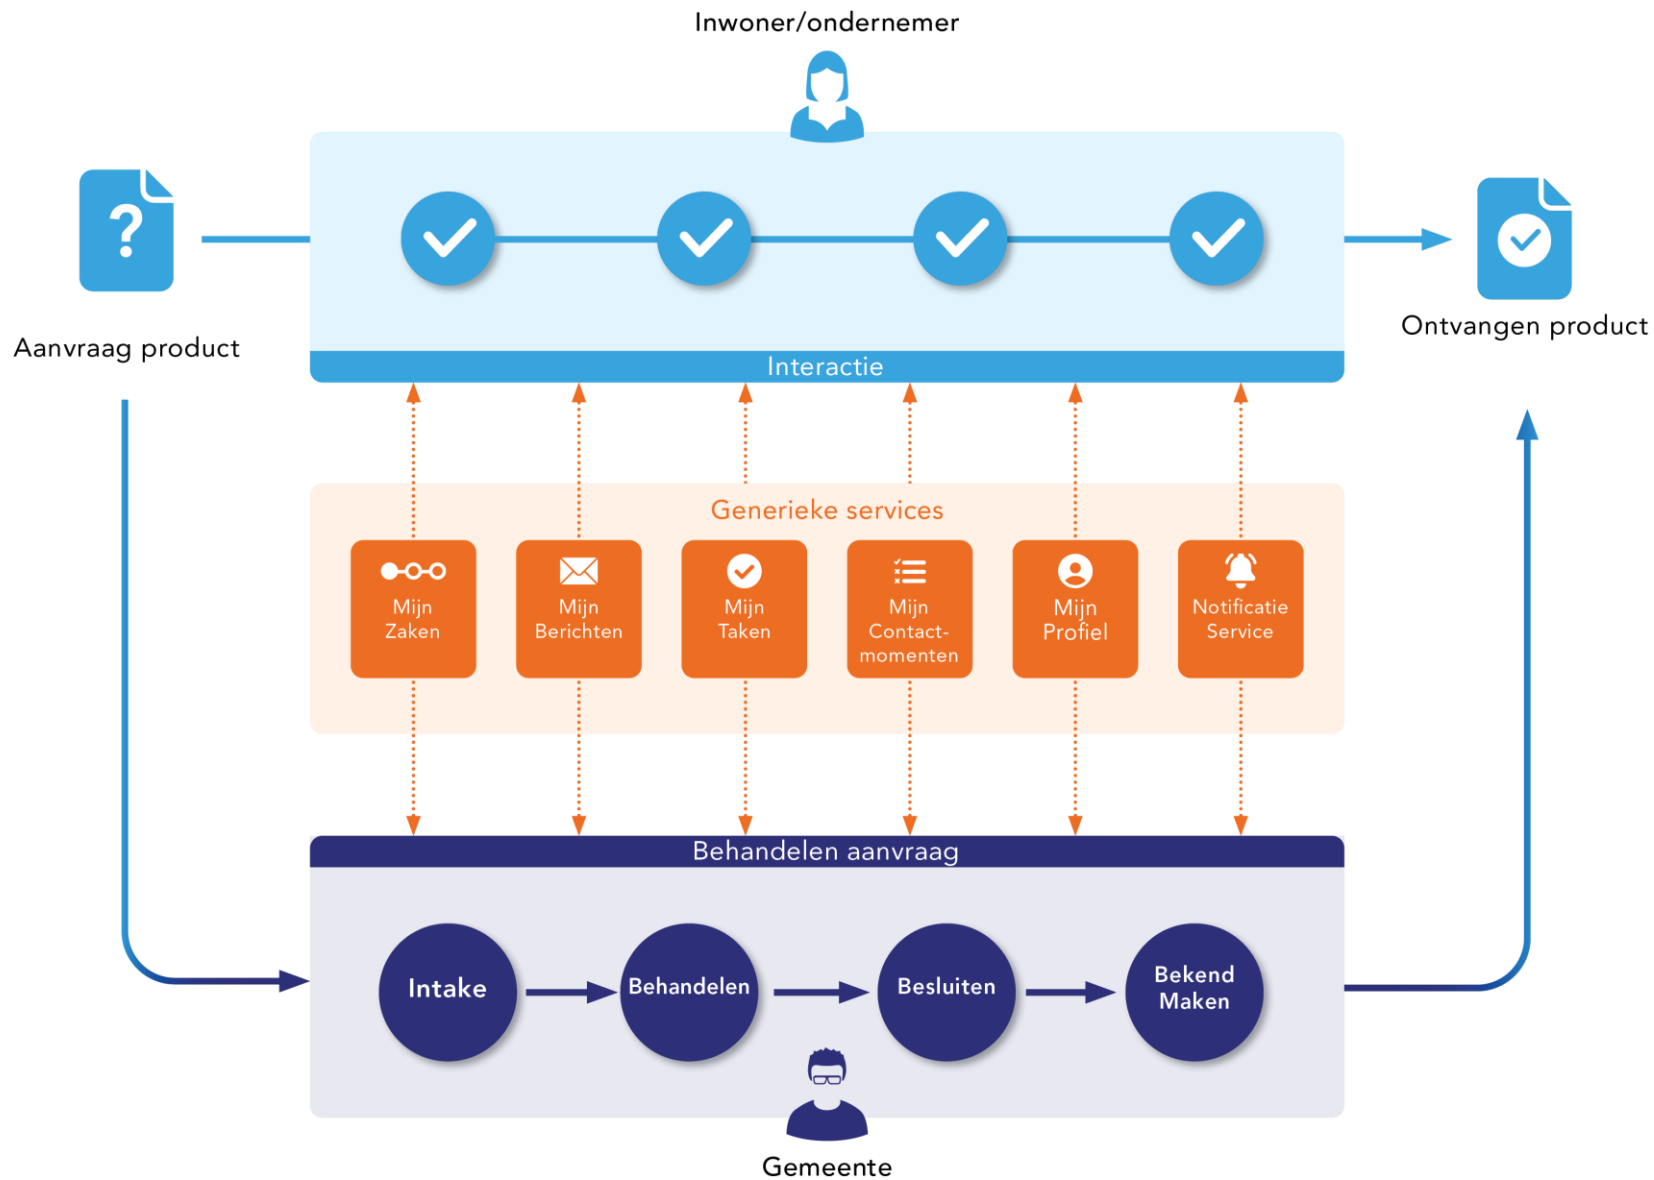 Inwoner/ondernemer
?
Aanvraag product
Ontvangen product
Interactie
Generieke services
Mijn
Zaken
Mijn
Berichten
Mijn
Taken
Mijn
Contact-
momenten
Mijn
Profiel
Notificatie
Service
Behandelen aanvraag
Intake
Behandelen
Besluiten
Bekend
Maken
Gemeente